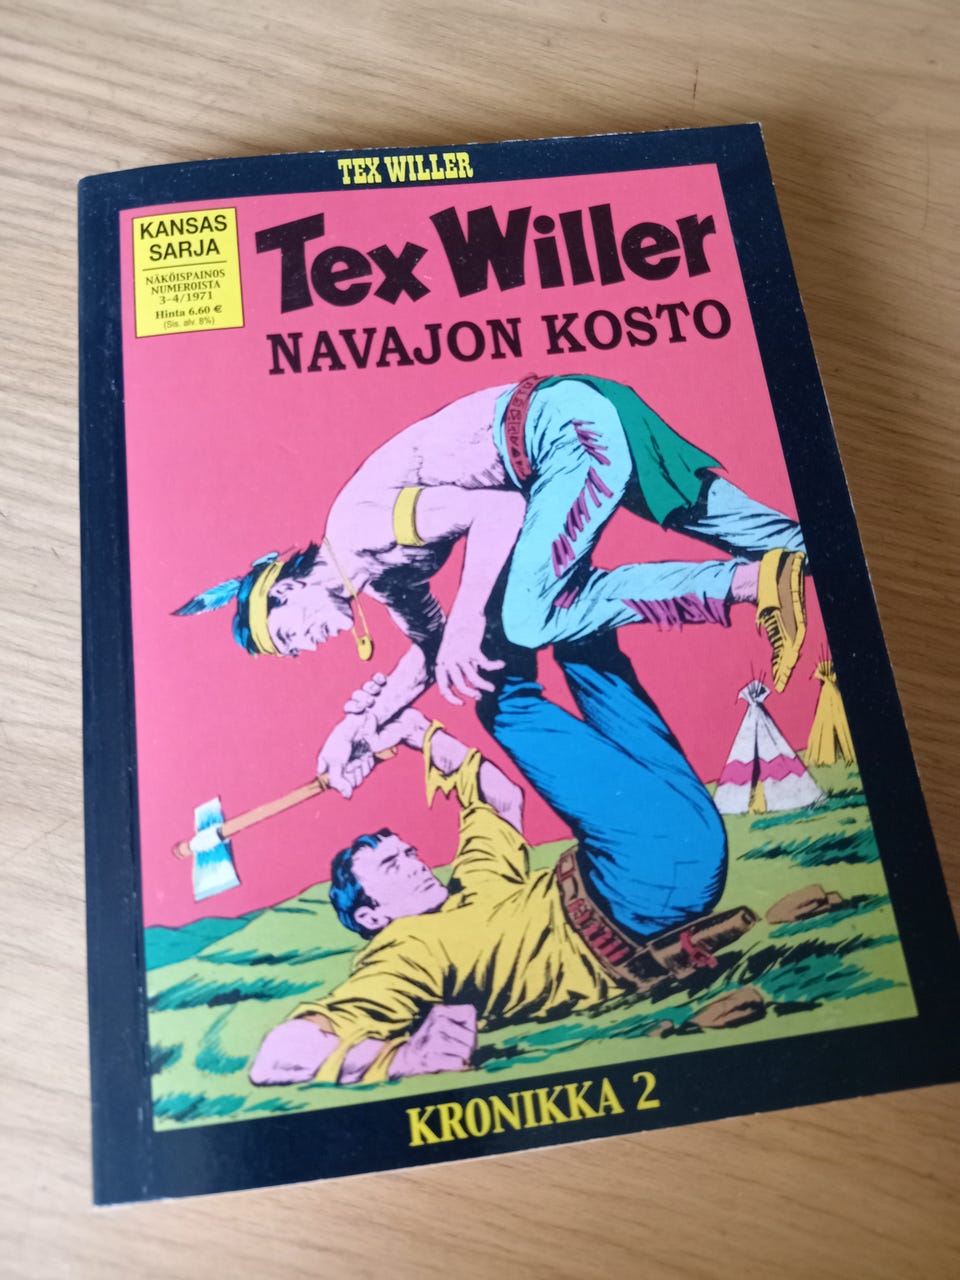 TEX WILLER
KANSAS
SARJA
NÄKÖISPAINOS
NUMEROISTA
3-4/1971
Hinta 6.60 €
(Sis. alv. 8%)
Tex Willer
NAVAJON KOSTO
KRONIKKA 2